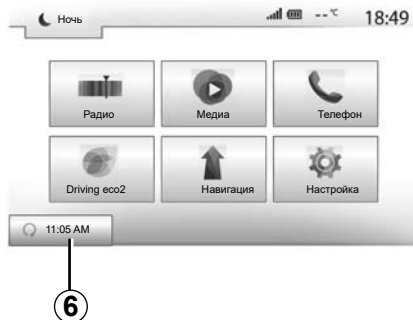 Ночь
--°C 18:49
Радио Медиа Телефон
Driving eco2 Навигация Настройка
11:05 AM
6